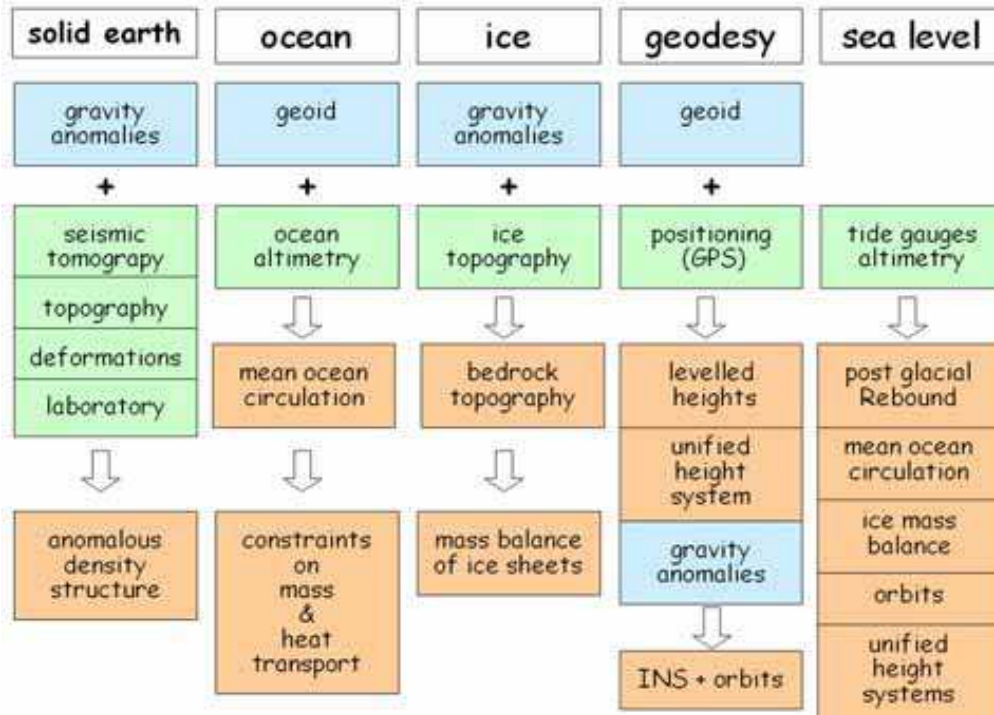 solid earth
gravity
anomalies
+
seismic
tomograpy
topography
deformations
laboratory
anomalous
density
structure
ocean
geoid
+
ocean
altimetry
mean ocean
circulation
constraints
on
mass
&
heat
transport
ice
gravity
anomalies
+
ice
topography
bedrock
topography
mass balance
of ice sheets
geodesy
geoid
+
positioning
(GPS)
levelled
heights
unified
height
system
gravity
anomalies
INS + orbits
sea level
tide gauges
altimetry
post glacial
Rebound
mean ocean
circulation
ice mass
balance
orbits
unified
height
systems